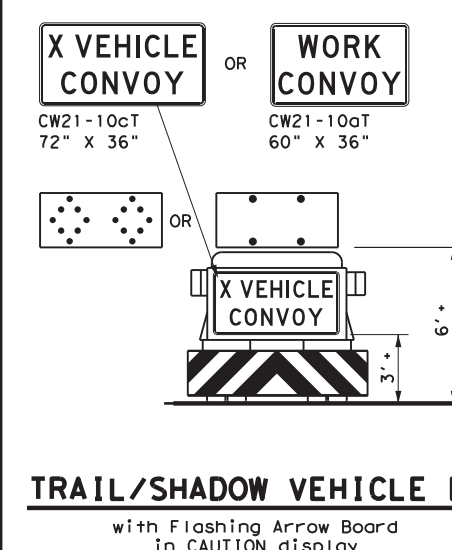 X VEHICLE
CONVOY
OR
WORK
CONVOY
CW21-10cT
72" X 36"
CW21-10aT
60" X 36"
OR
X VEHICLE
CONVOY
6'+
3'+
TRAIL/SHADOW VEHICLE
with Flashing Arrow Board
in CAUTION display